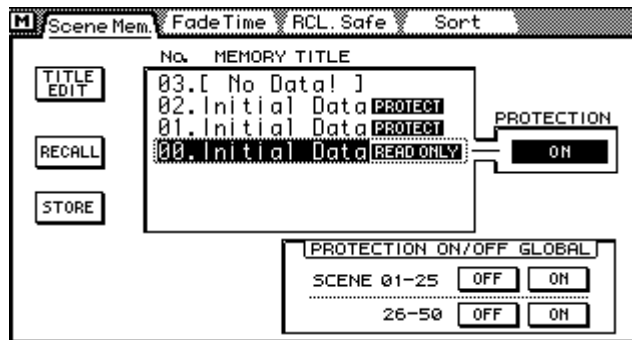 M Scene Mem. Fade Time RCL. Safe Sort
No. MEMORY TITLE
TITLE EDIT
03.[ No Data! ]
02.Initial Data PROTECT
01.Initial Data PROTECT
00.Initial Data READ ONLY
PROTECTION
ON
RECALL
STORE
PROTECTION ON/OFF GLOBAL
SCENE 01-25 OFF ON
26-50 OFF ON